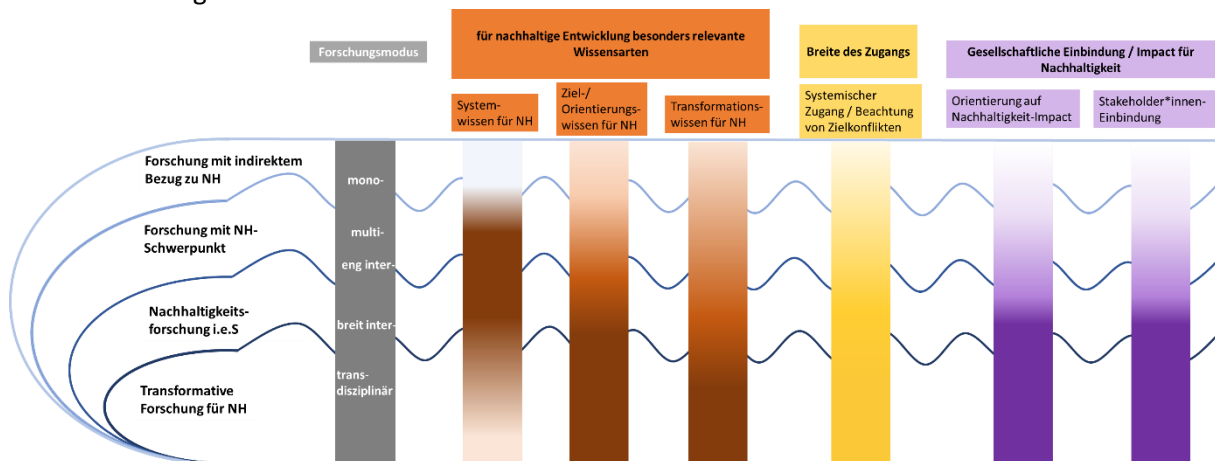 Forschungsmodus
für nachhaltige Entwicklung besonders relevante
Wissensarten
Breite des Zugangs
Gesellschaftliche Einbindung / Impact für
Nachhaltigkeit
System-
wissen für NH
Ziel-/
Orientierungs-
wissen für NH
Transformations-
wissen für NH
Systemischer
Zugang / Beachtung
von Zielkonflikten
Orientierung auf
Nachhaltigkeit-Impact
Stakeholder*innen-
Einbindung
Forschung mit indirektem
Bezug zu NH
mono-
Forschung mit NH-
Schwerpunkt
multi-
eng inter-
Nachhaltigkeits-
forschung i.e.S
breit inter-
trans-
disziplinär
Transformative
Forschung für NH